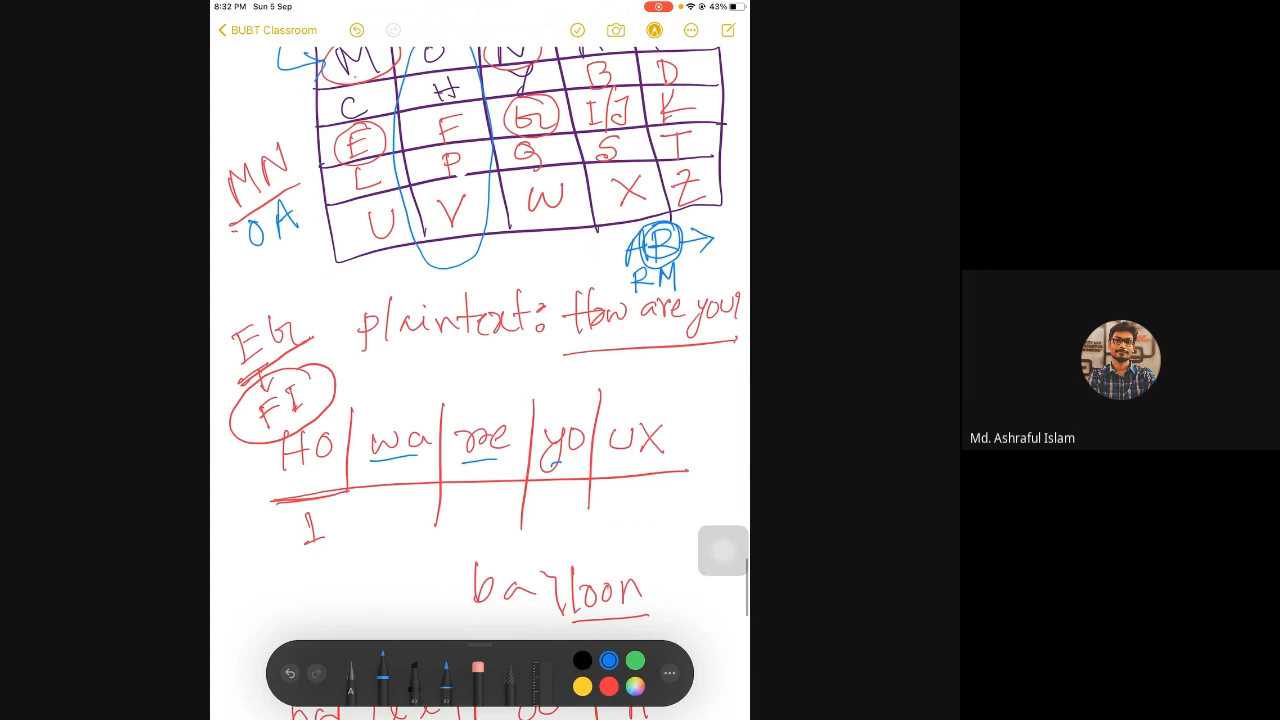 8:32 PM Sun 5 Sep 43%
BUBT Classroom
M O N A R
C H Y B D
E F G I/J K
L P Q S T
U V W X Z
MN
OA
AB
RM
plaintext: How are you?
EG
FI
HO wa re yo UX
I
balloon
Md. Ashraful Islam